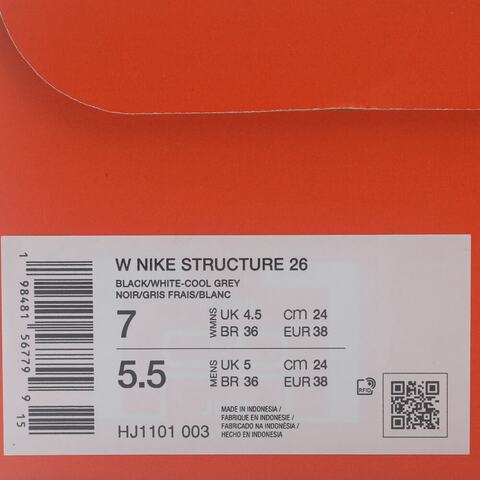 W NIKE STRUCTURE 26
BLACK/WHITE-COOL GREY
NOIR/GRIS FRAIS/BLANC
7 WMNS UK 4.5 cm 24
BR 36 EUR 38
5.5 MENS UK 5 cm 24
BR 36 EUR 38
HJ1101 003
MADE IN INDONESIA /
FABRIQUE EN INDONESIE /
FABRICADO NA INDONÉSIA /
HECHO EN INDONESIA
RFID
1 98481 56779 9 15